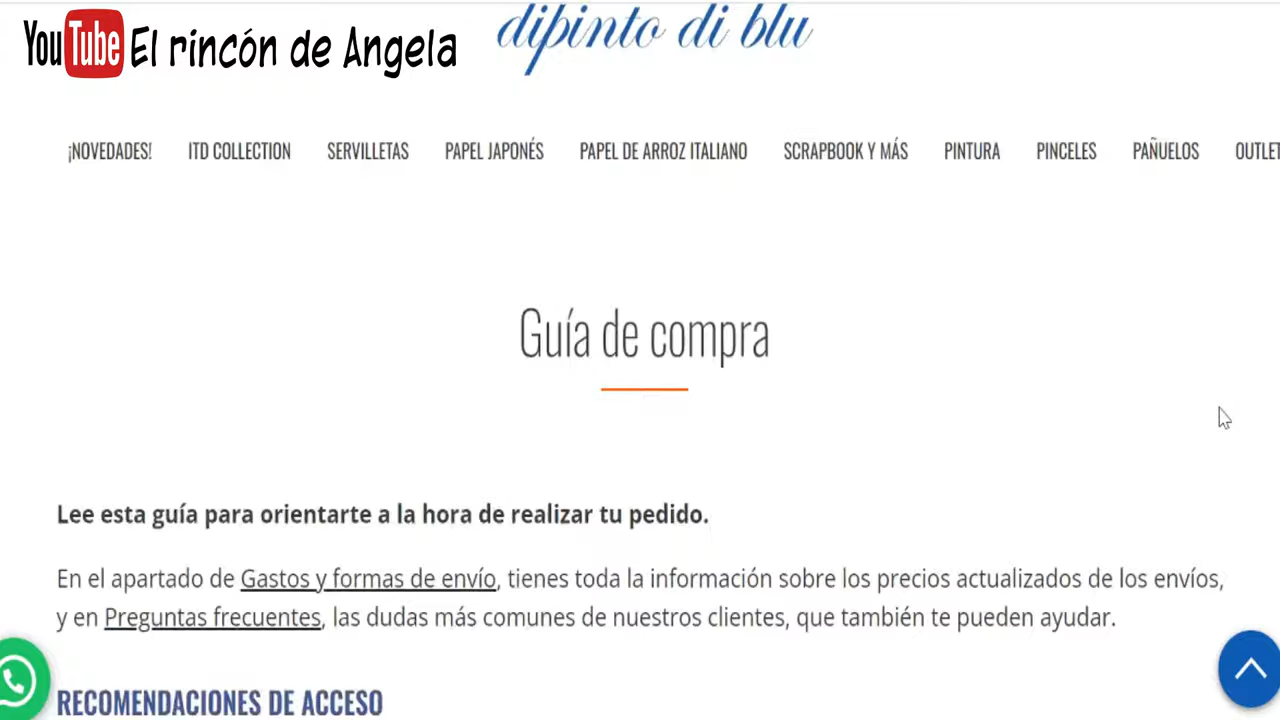 YouTube El rincón de Angela
dipinto di blu
¡NOVEDADES! ITD COLLECTION SERVILLETAS PAPEL JAPONÉS PAPEL DE ARROZ ITALIANO SCRAPBOOK Y MÁS PINTURA PINCELES PAÑUELOS OUTLET
Guía de compra
Lee esta guía para orientarte a la hora de realizar tu pedido.
En el apartado de Gastos y formas de envío, tienes toda la información sobre los precios actualizados de los envíos,
y en Preguntas frecuentes, las dudas más comunes de nuestros clientes, que también te pueden ayudar.
RECOMENDACIONES DE ACCESO